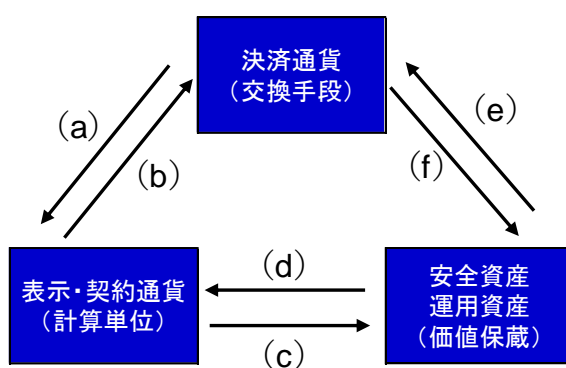 決済通貨
（交換手段）
（a）
（b）
（e）
（f）
表示・契約通貨
（計算単位）
（d）
（c）
安全資産
運用資産
（価値保蔵）